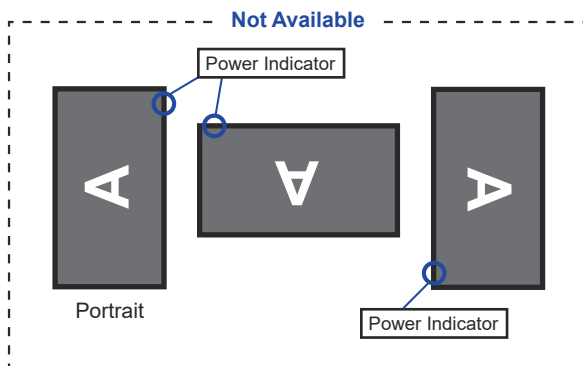 Not Available
Power Indicator
A
A
A
Portrait
Power Indicator